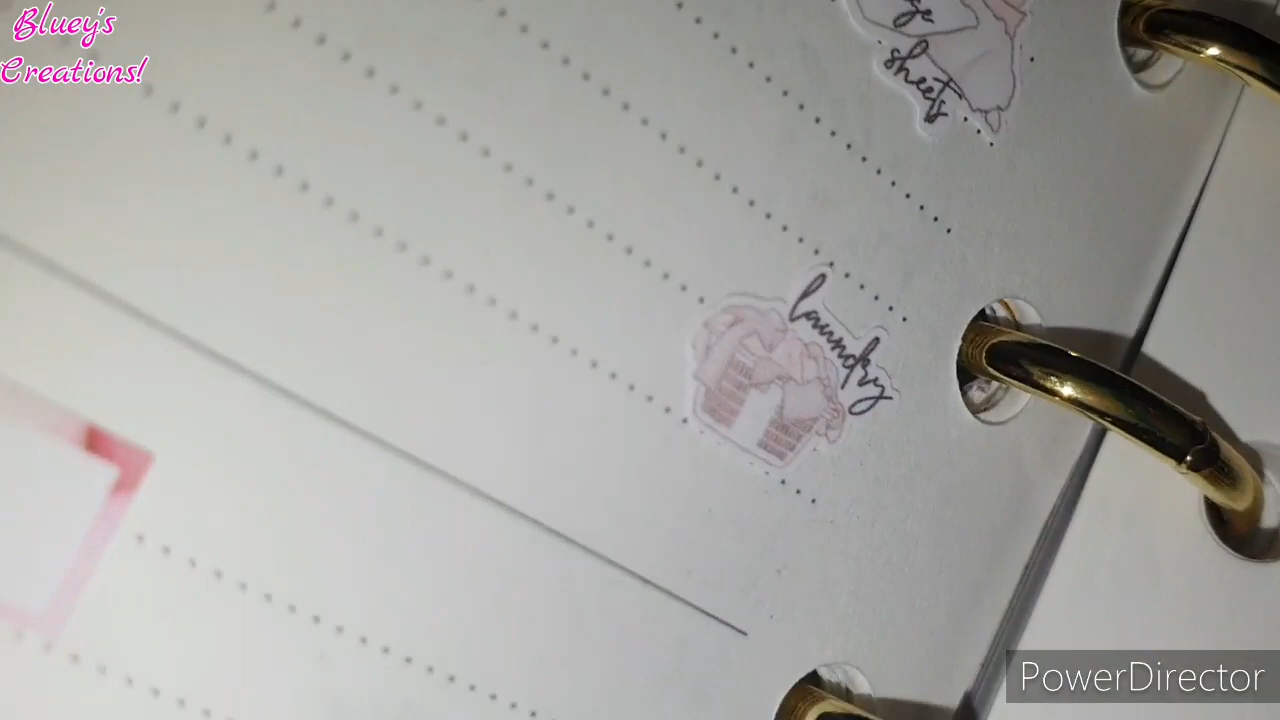 Bluey's
Creations!
sheets
laundry
PowerDirector